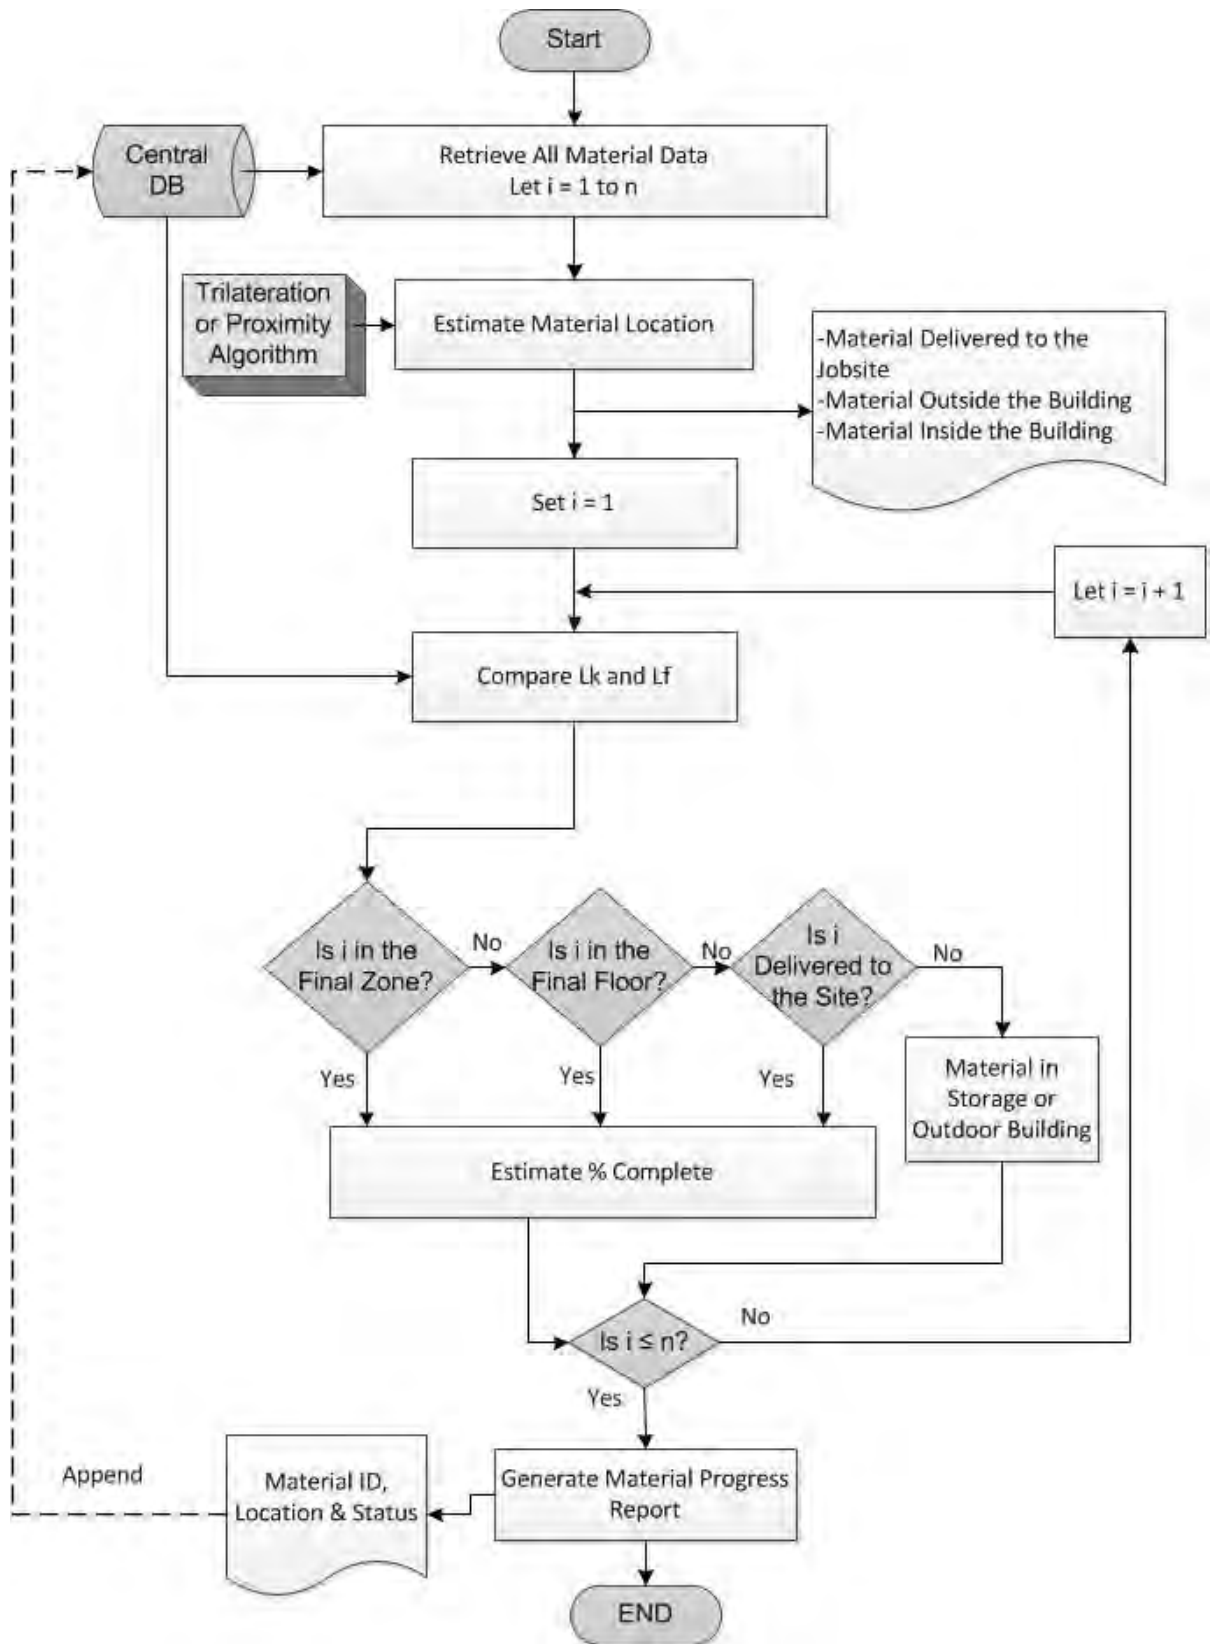 Start
Central
DB
Retrieve All Material Data
Let i = 1 to n
Trilateration
or Proximity
Algorithm
Estimate Material Location
-Material Delivered to the
Jobsite
-Material Outside the Building
-Material Inside the Building
Set i = 1
Let i = i + 1
Compare Lk and Lf
Is i in the
Final Zone?
No
Is i in the
Final Floor?
No
Is i
Delivered to
the Site?
No
Yes
Yes
Yes
Material in
Storage or
Outdoor Building
Estimate % Complete
Is i ≤ n?
No
Yes
Generate Material Progress
Report
Material ID,
Location & Status
Append
END